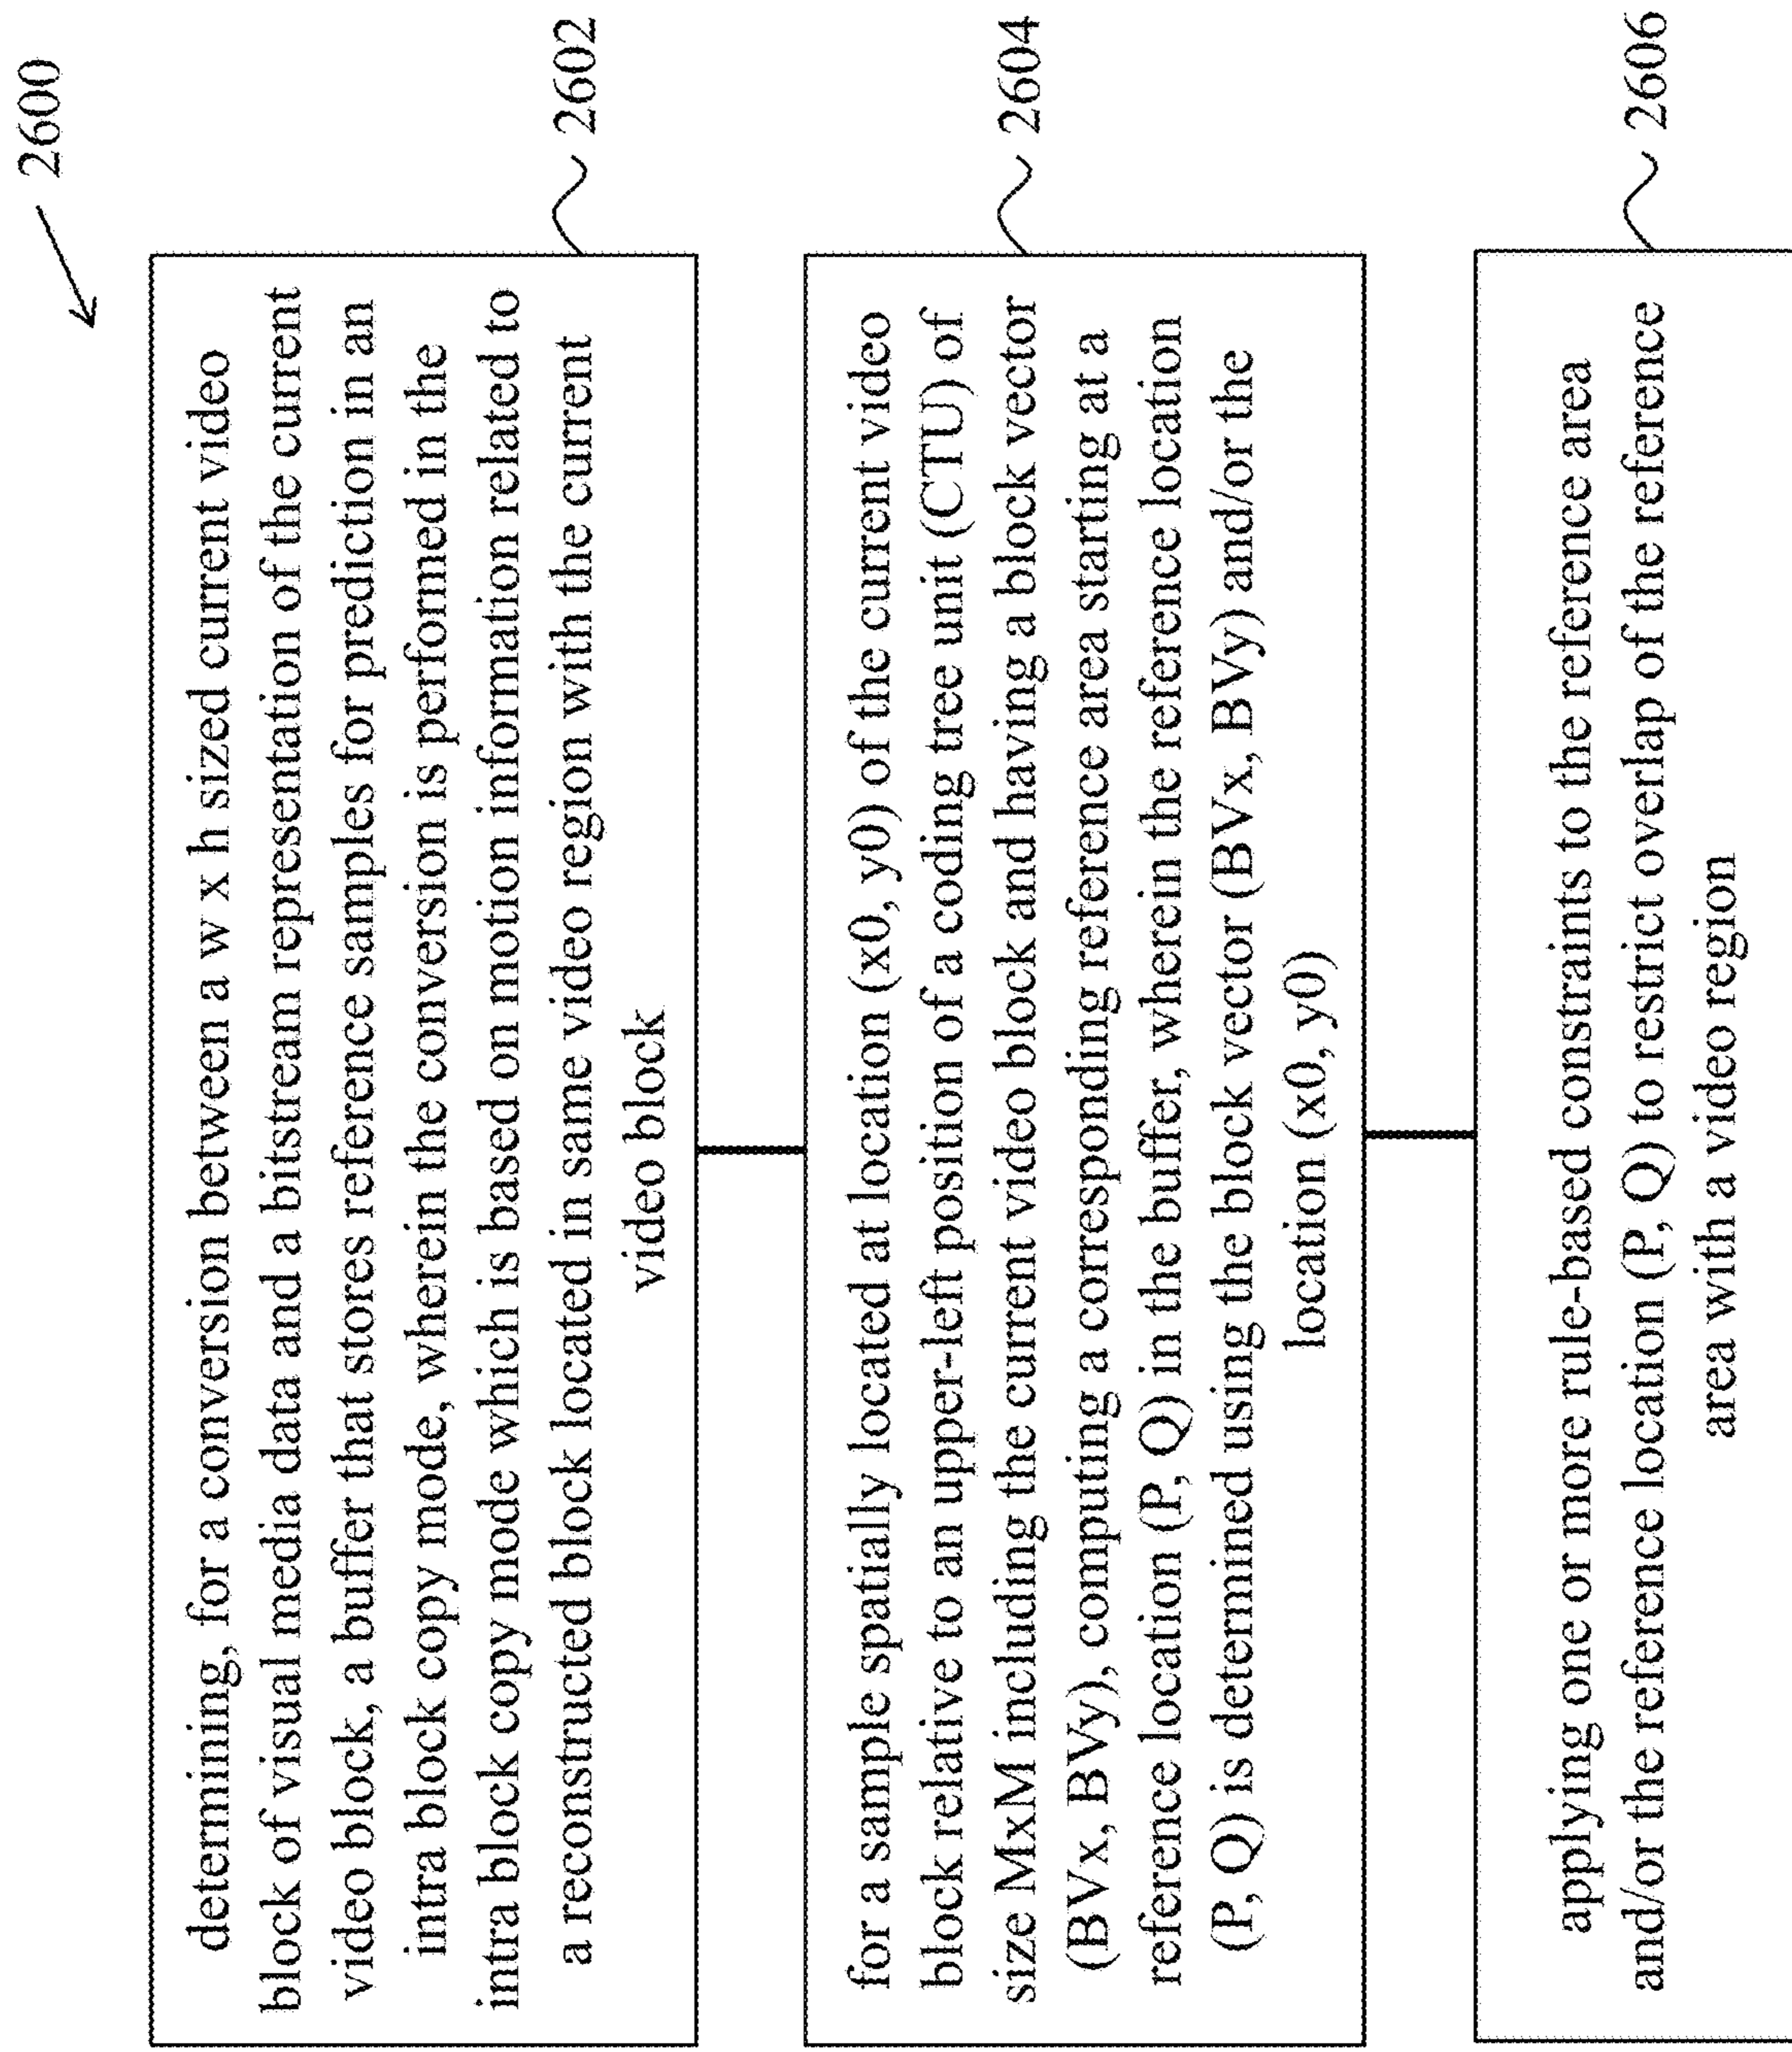 2600
determining, for a conversion between a w x h sized current video
block of visual media data and a bitstream representation of the current
video block, a buffer that stores reference samples for prediction in an
intra block copy mode, wherein the conversion is performed in the
intra block copy mode which is based on motion information related to
a reconstructed block located in same video region with the current
video block
2602
for a sample spatially located at location (x0, y0) of the current video
block relative to an upper-left position of a coding tree unit (CTU) of
size MxM including the current video block and having a block vector
(BVx, BVy), computing a corresponding reference area starting at a
reference location (P, Q) in the buffer, wherein the reference location
(P, Q) is determined using the block vector (BVx, BVy) and/or the
location (x0, y0)
2604
applying one or more rule-based constraints to the reference area
and/or the reference location (P, Q) to restrict overlap of the reference
area with a video region
2606